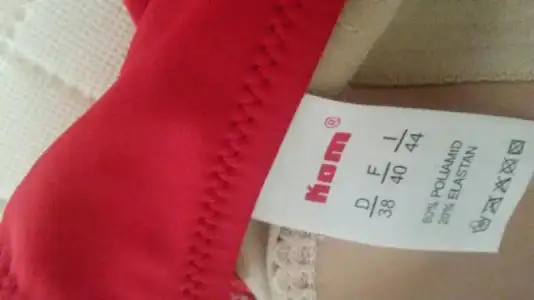 Kom®
D F I
38 40 44
80% POLIAMID
20% ELASTAN